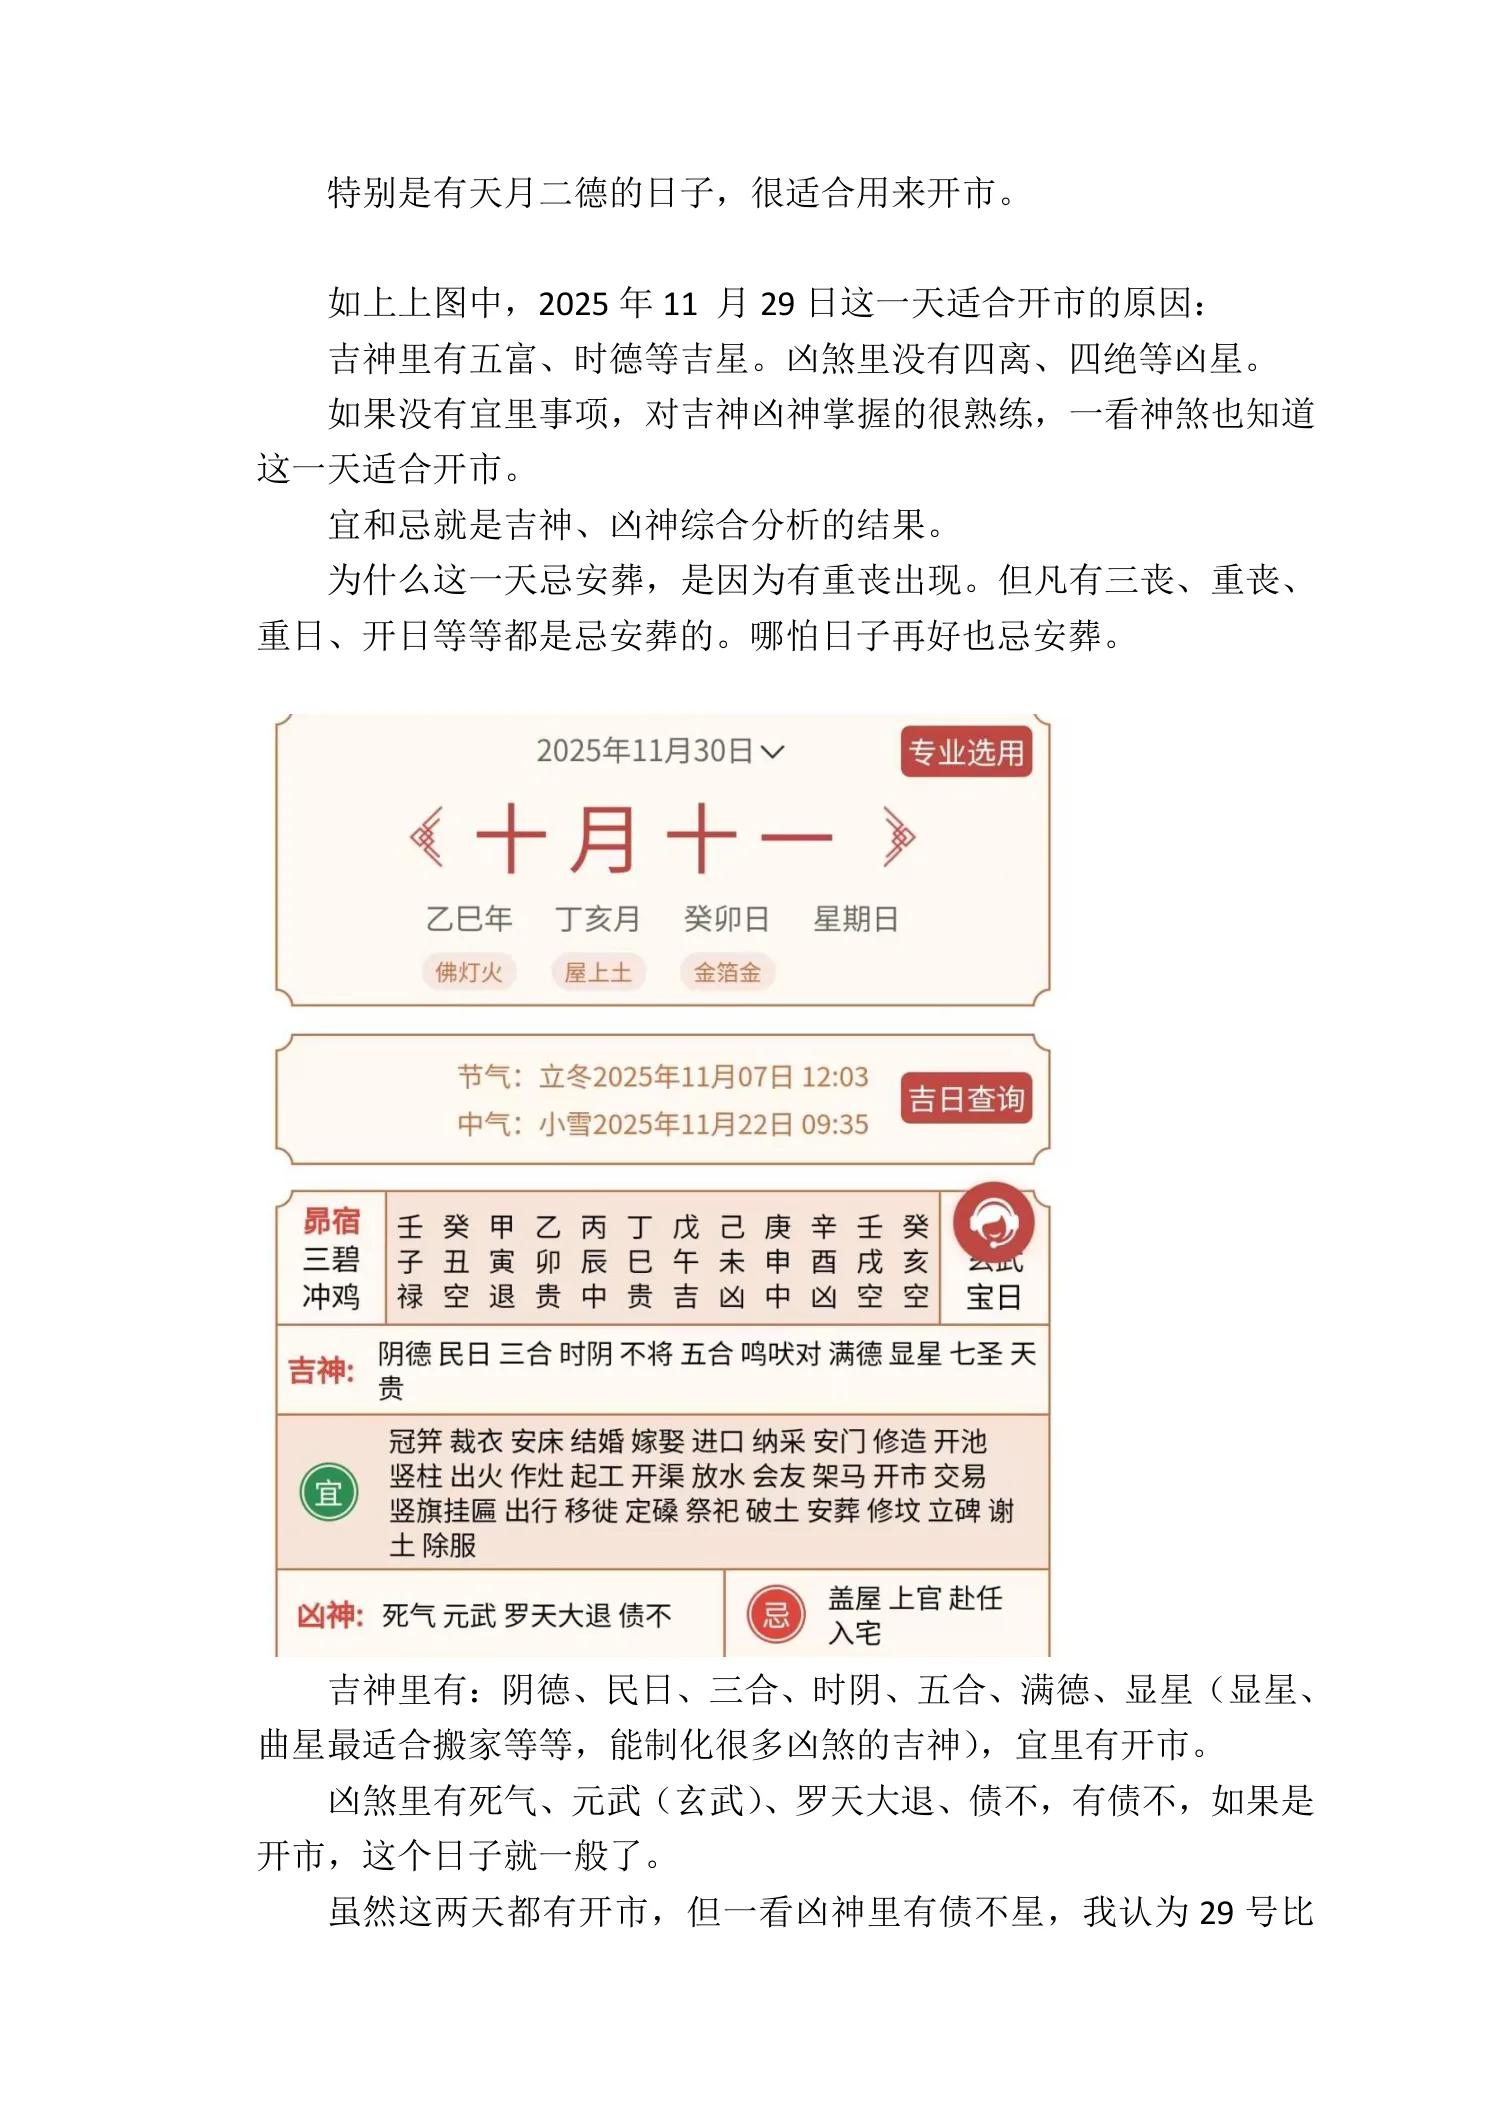 特别是有天月二德的日子，很适合用来开市。
如上上图中，2025 年 11 月 29 日这一天适合开市的原因：
吉神里有五富、时德等吉星。凶煞里没有四离、四绝等凶星。
如果没有宜里事项，对吉神凶神掌握的很熟练，一看神煞也知道
这一天适合开市。
宜和忌就是吉神、凶神综合分析的结果。
为什么这一天忌安葬，是因为有重丧出现。但凡有三丧、重丧、
重日、开日等等都是忌安葬的。哪怕日子再好也忌安葬。
2025年11月30日
专业选用
十月十一
乙巳年 丁亥月 癸卯日 星期日
佛灯火 屋上土 金箔金
节气：立冬2025年11月07日 12:03
中气：小雪2025年11月22日 09:35
吉日查询
昴宿
三碧
冲鸡
壬 癸 甲 乙 丙 丁 戊 己 庚 辛 壬 癸
子 丑 寅 卯 辰 巳 午 未 申 酉 戌 亥
禄 空 退 贵 中 贵 吉 凶 中 凶 空 空
玄武
宝日
吉神:
阴德 民日 三合 时阴 不将 五合 鸣吠对 满德 显星 七圣 天
贵
宜
冠笄 裁衣 安床 结婚 嫁娶 进口 纳采 安门 修造 开池
竖柱 出火 作灶 起工 开渠 放水 会友 架马 开市 交易
竖旗挂匾 出行 移徙 定磉 祭祀 破土 安葬 修坟 立碑 谢
土 除服
凶神: 死气 元武 罗天大退 债不
忌
盖屋 上官 赴任
入宅
吉神里有：阴德、民日、三合、时阴、五合、满德、显星（显星、
曲星最适合搬家等等，能制化很多凶煞的吉神），宜里有开市。
凶煞里有死气、元武（玄武）、罗天大退、债不，有债不，如果是
开市，这个日子就一般了。
虽然这两天都有开市，但一看凶神里有债不星，我认为 29 号比